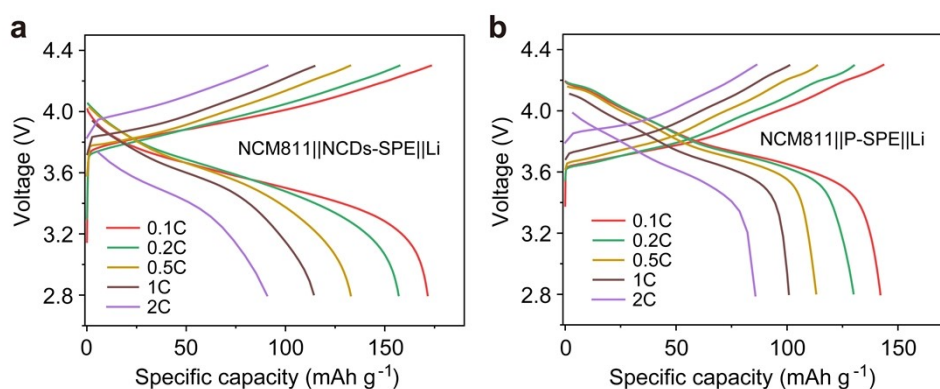 a
4.4
4.0
3.6
3.2
2.8
Voltage (V)
NCM811||NCDs-SPE||Li
0.1C
0.2C
0.5C
1C
2C
0 50 100 150
Specific capacity (mAh g⁻¹)
b
4.4
4.0
3.6
3.2
2.8
Voltage (V)
NCM811||P-SPE||Li
0.1C
0.2C
0.5C
1C
2C
0 50 100 150
Specific capacity (mAh g⁻¹)